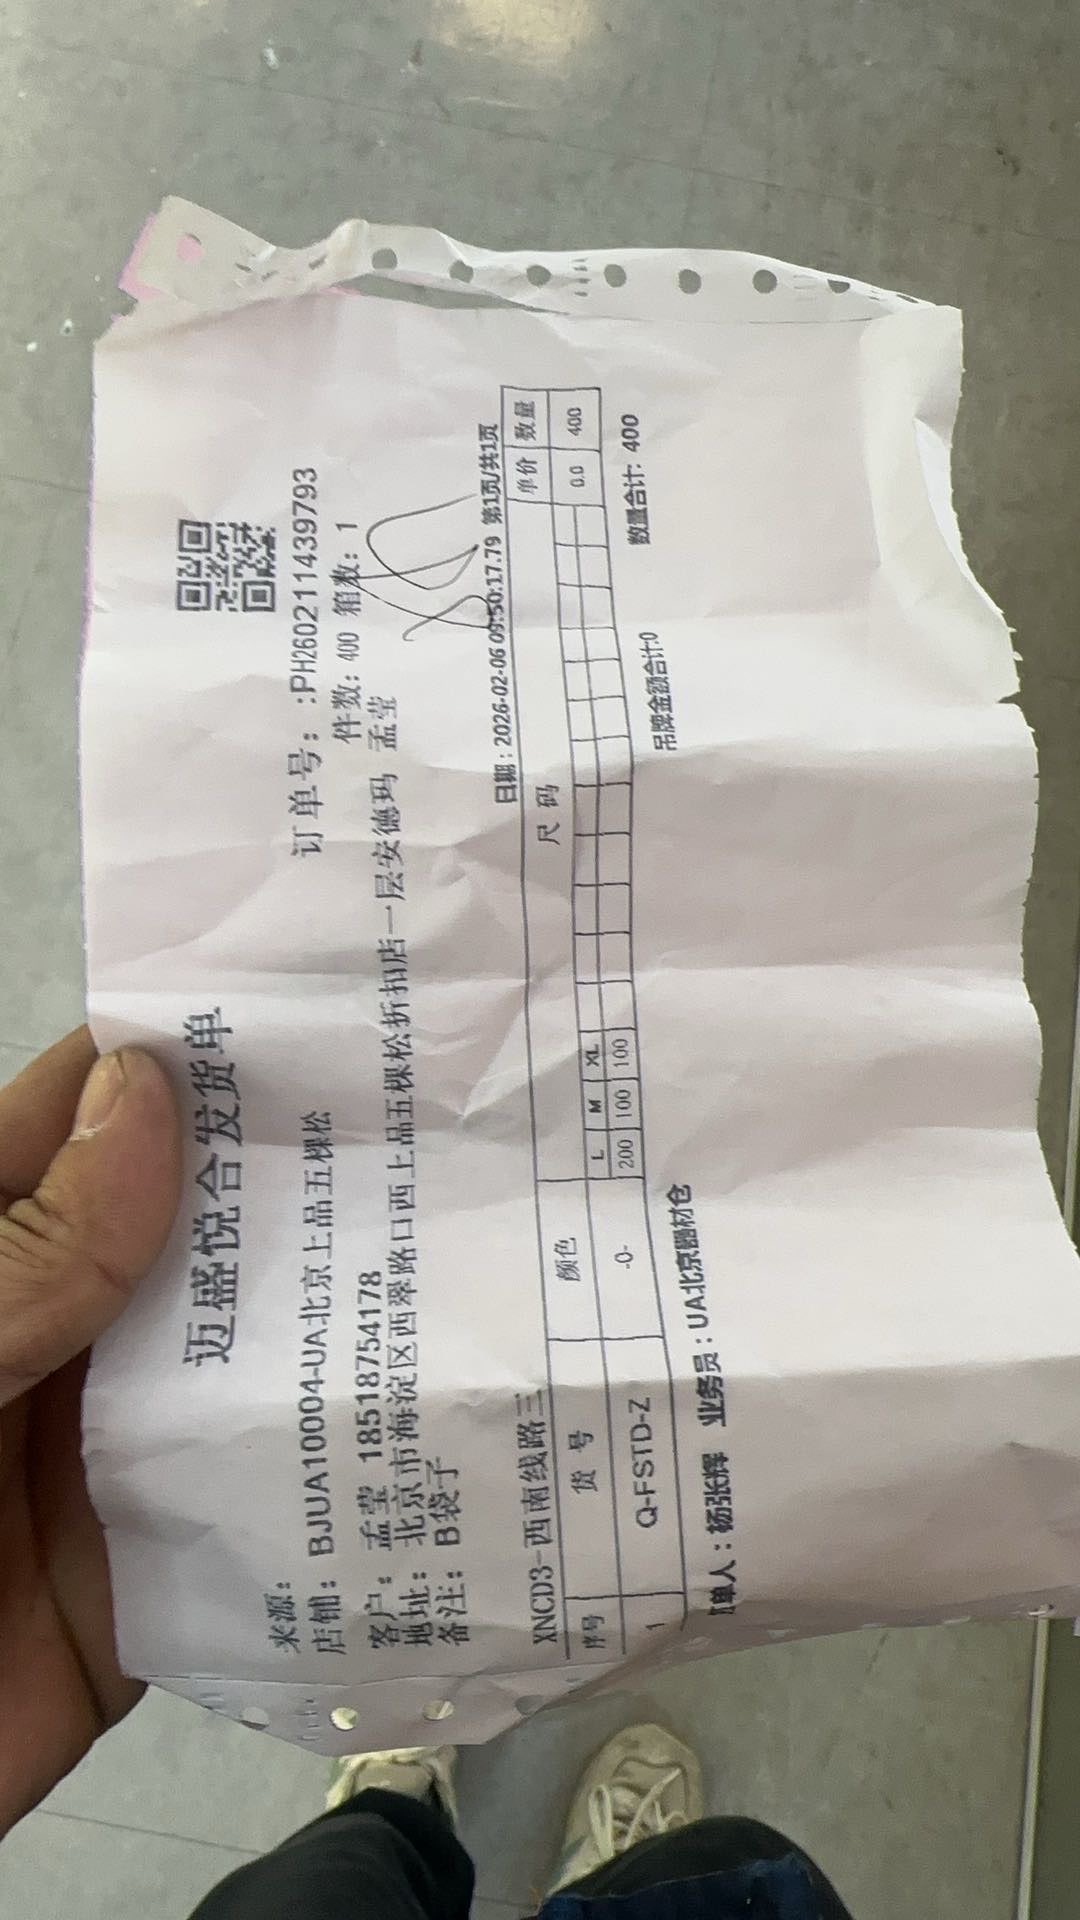 迈盛悦合发货单
来源:
订单号: :PH260211439793
店铺: BJUA10004-UA北京上品五棵松
件数: 400 箱数: 1
客户: 孟莹 18518754178
地址: 北京市海淀区西翠路口西上品五棵松折扣店一层安德玛 孟莹
备注: B袋子
XNCD3-西南线路三
日期: 2026-02-06 09:50:17.79 第1页/共1页
序号 货号 颜色 尺码 单价 数量
L M XL
1 Q-FSTD-Z -0- 200 100 100 0.0 400
吊牌金额合计:0 数量合计: 400
单人: 杨张辉 业务员: UA北京器材仓